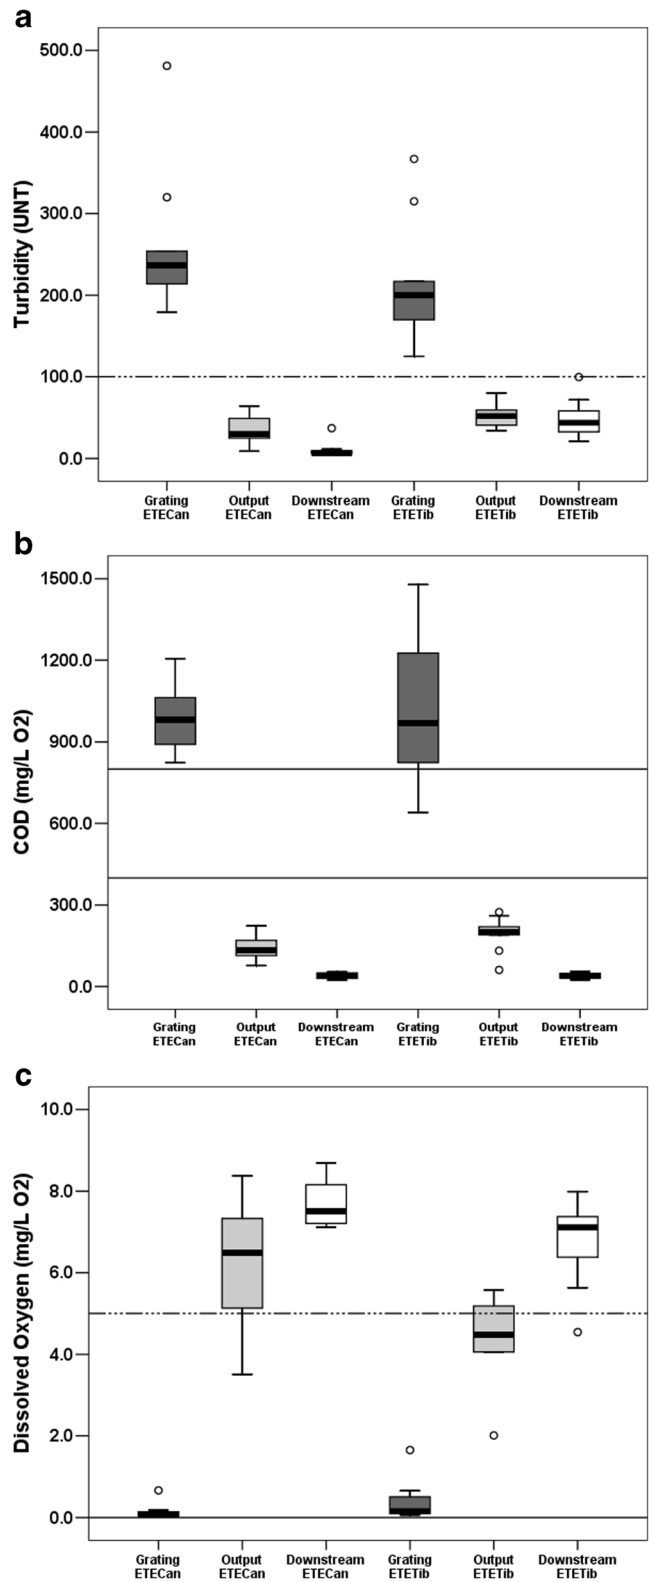 a
Turbidity (UNT)
500.0
400.0
300.0
200.0
100.0
0.0
Grating ETECan
Output ETECan
Downstream ETECan
Grating ETETib
Output ETETib
Downstream ETETib
b
COD (mg/L O2)
1500.0
1200.0
900.0
600.0
300.0
0.0
Grating ETECan
Output ETECan
Downstream ETECan
Grating ETETib
Output ETETib
Downstream ETETib
c
Dissolved Oxygen (mg/L O2)
10.0
8.0
6.0
4.0
2.0
0.0
Grating ETECan
Output ETECan
Downstream ETECan
Grating ETETib
Output ETETib
Downstream ETETib